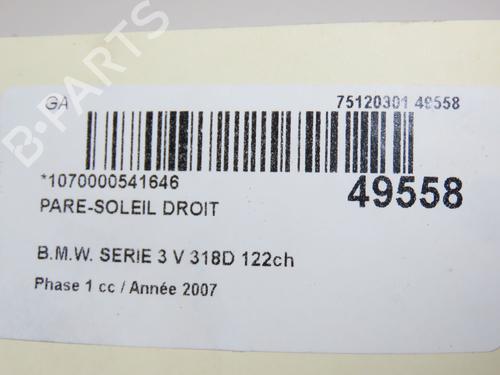 GA
75120301 49558
*1070000541646
49558
PARE-SOLEIL DROIT
B.M.W. SERIE 3 V 318D 122ch
Phase 1 cc / Année 2007
B-PARTS